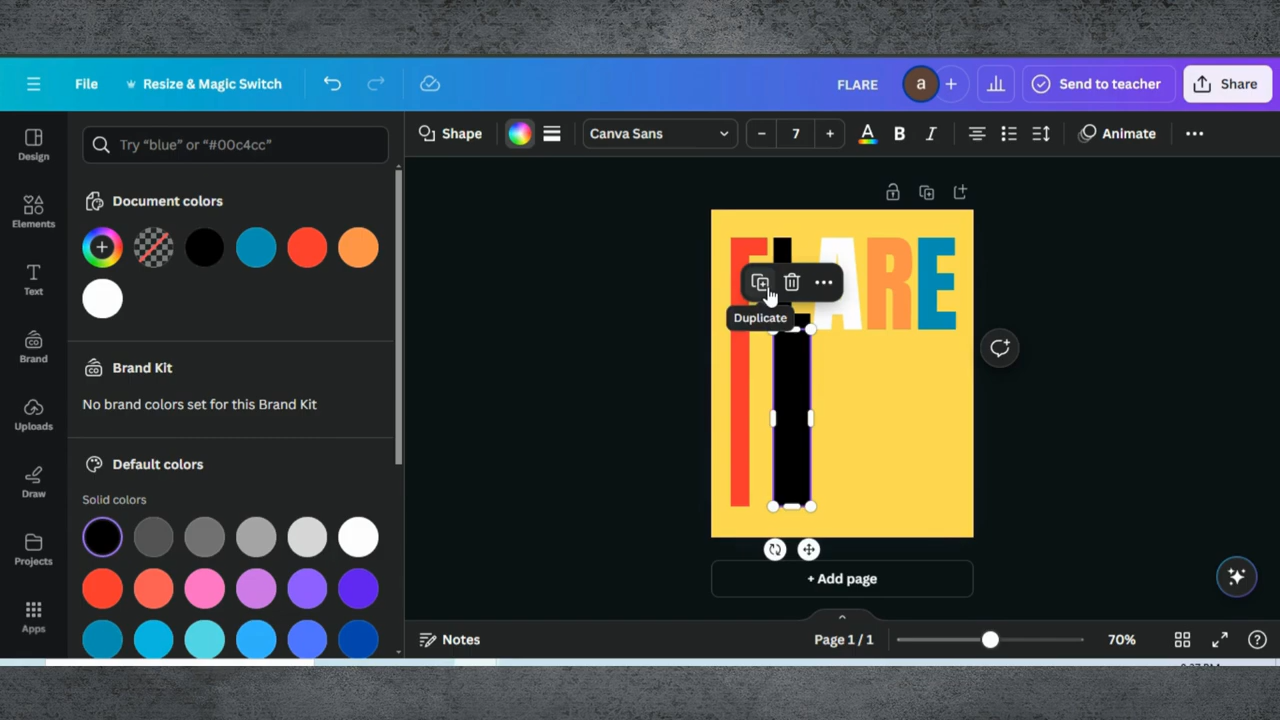 File
Resize & Magic Switch
FLARE
a
+
Send to teacher
Share
Design
Elements
Text
Brand
Uploads
Draw
Projects
Apps
Try “blue” or “#00c4cc”
Document colors
Brand Kit
No brand colors set for this Brand Kit
Default colors
Solid colors
Shape
Canva Sans
− 7 +
A
B
I
Animate
FLARE
Duplicate
+ Add page
Notes
Page 1 / 1
70%